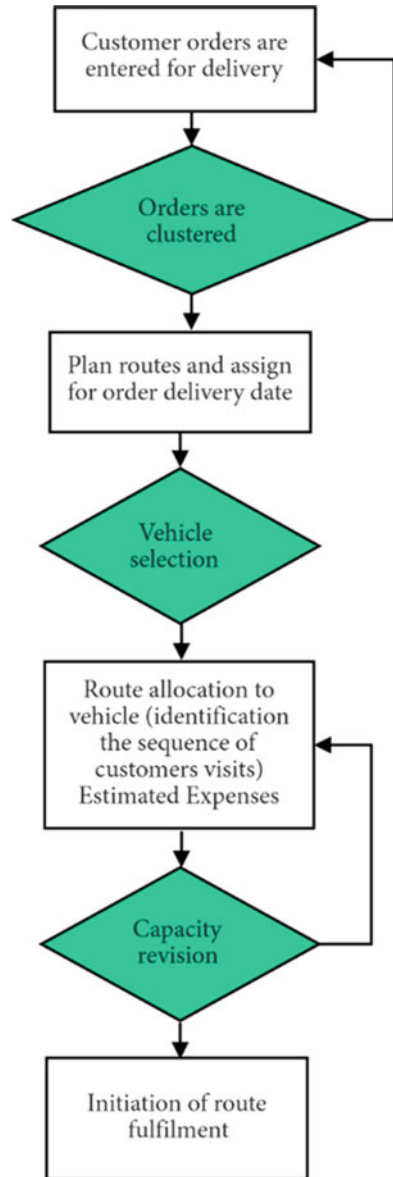 Customer orders are
entered for delivery
Orders are
clustered
Plan routes and assign
for order delivery date
Vehicle
selection
Route allocation to
vehicle (identification
the sequence of
customers visits)
Estimated Expenses
Capacity
revision
Initiation of route
fulfilment